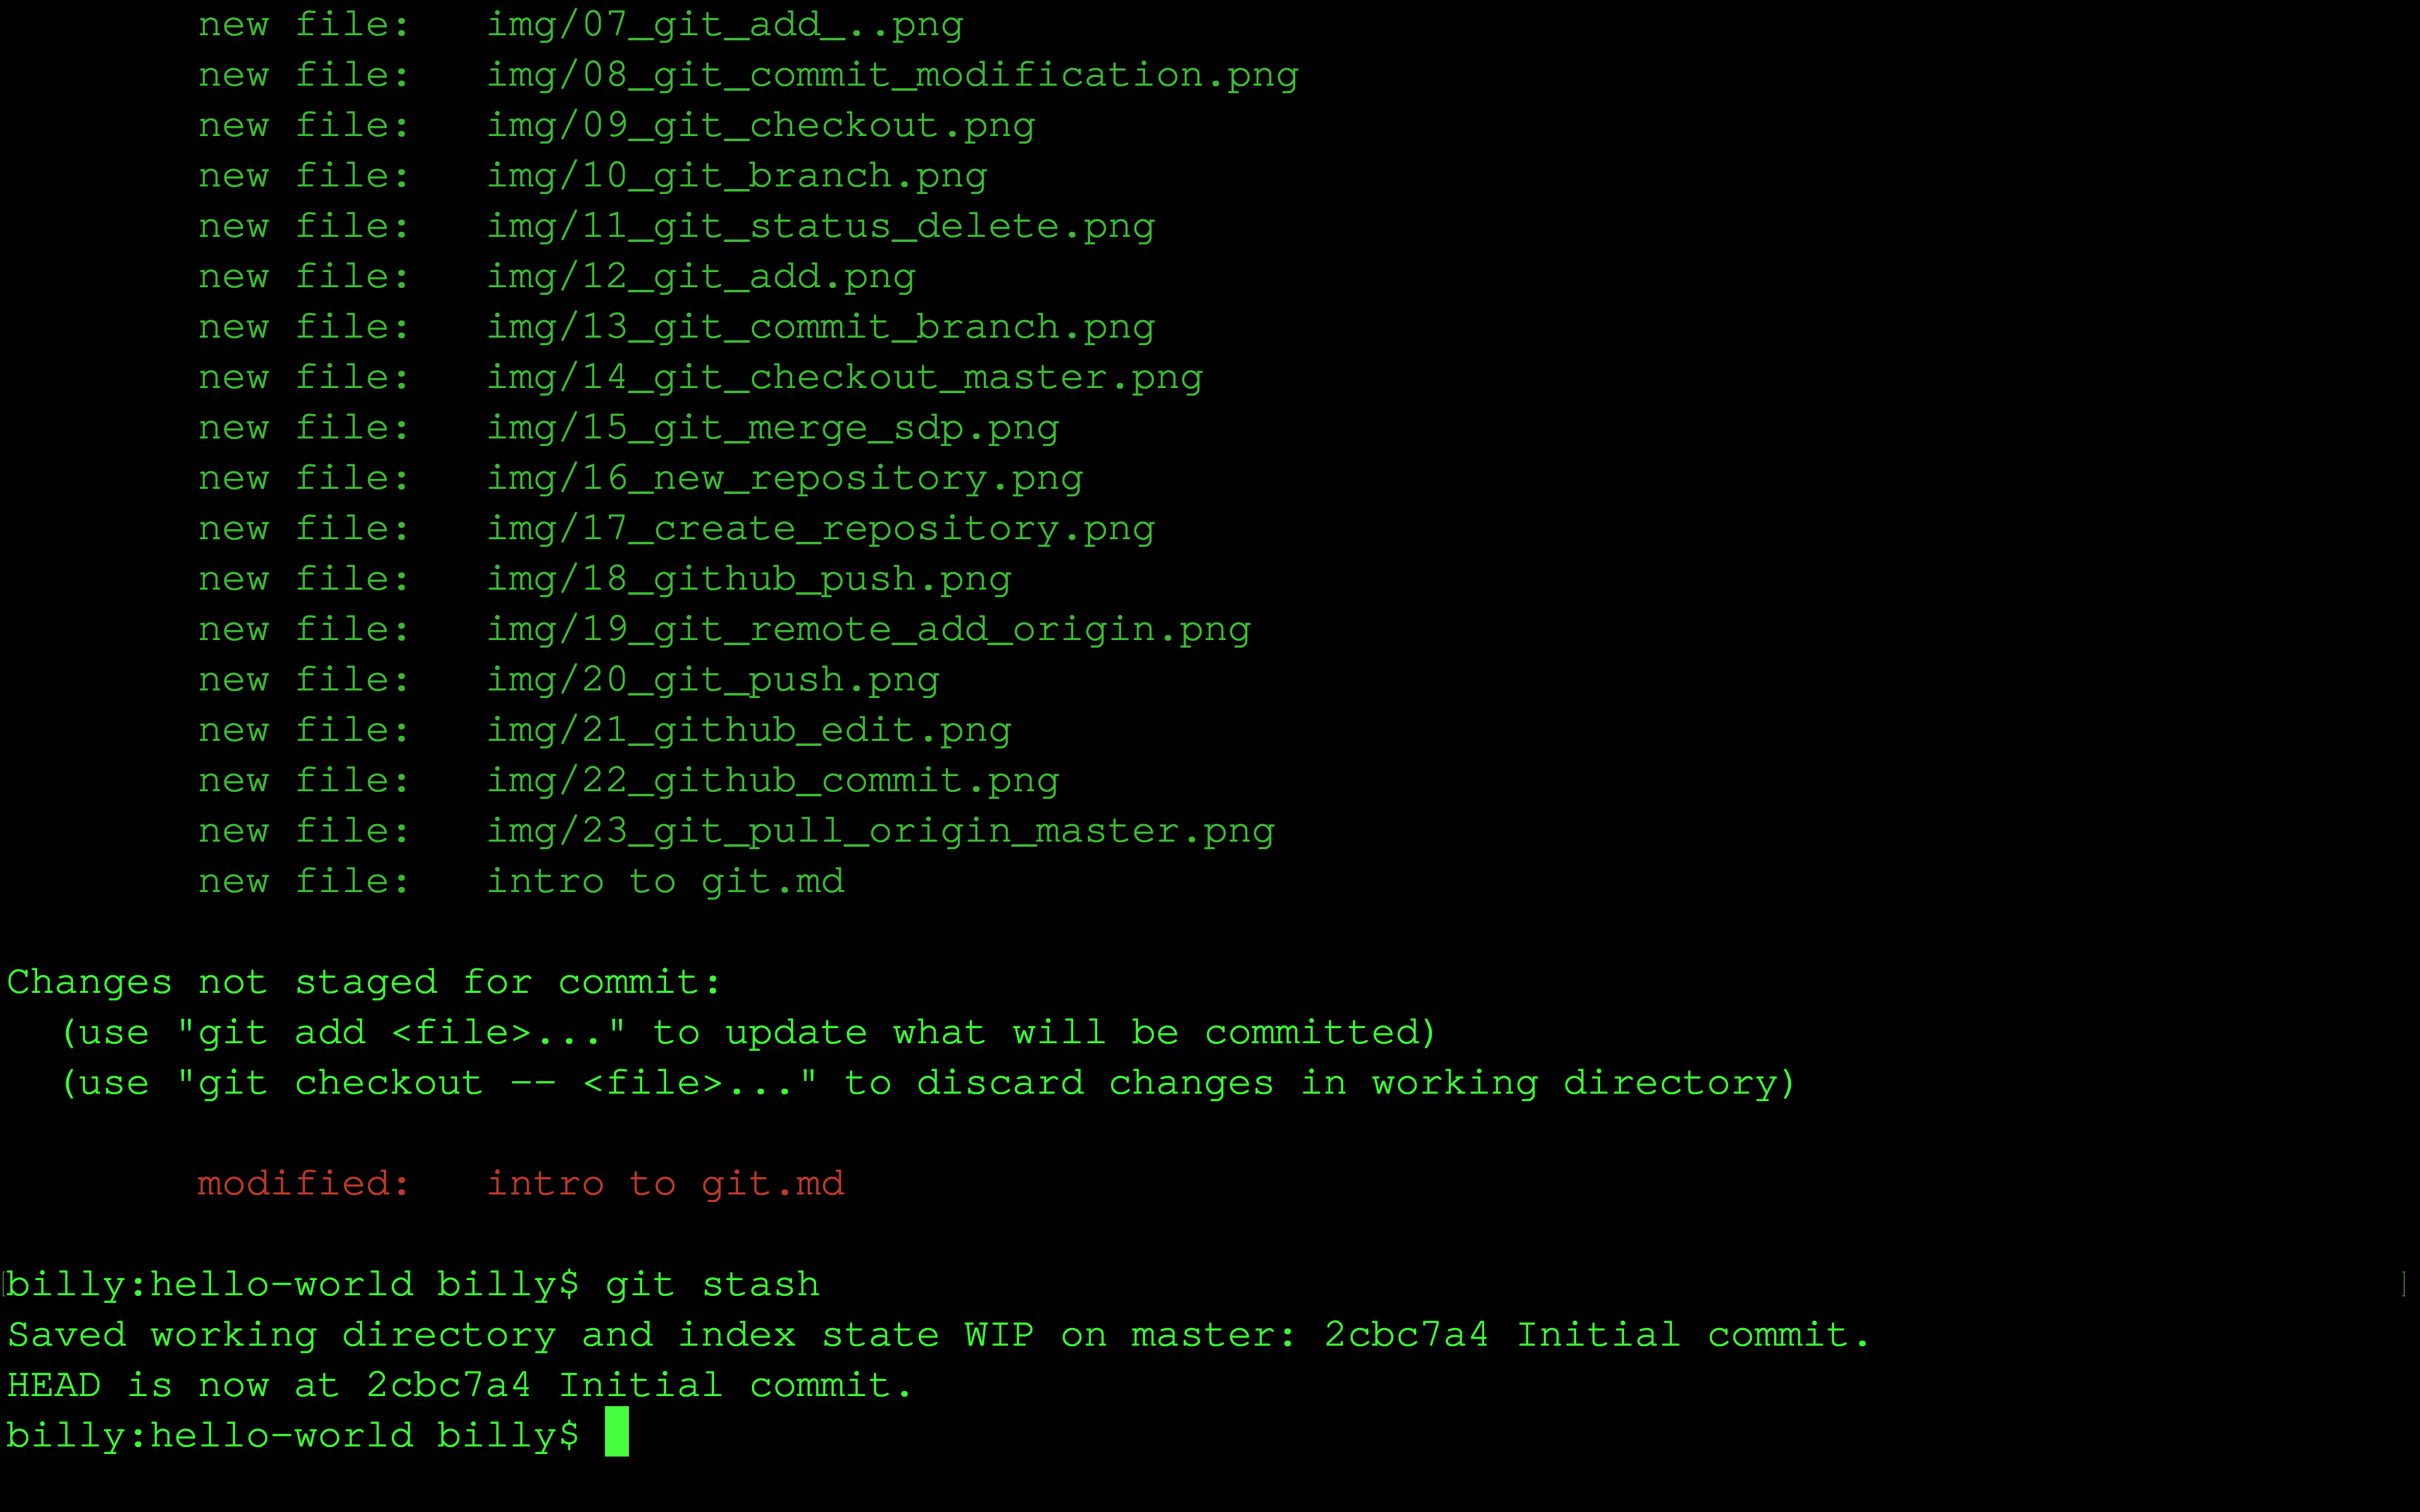 new file:   img/07_git_add_..png
new file:   img/08_git_commit_modification.png
new file:   img/09_git_checkout.png
new file:   img/10_git_branch.png
new file:   img/11_git_status_delete.png
new file:   img/12_git_add.png
new file:   img/13_git_commit_branch.png
new file:   img/14_git_checkout_master.png
new file:   img/15_git_merge_sdp.png
new file:   img/16_new_repository.png
new file:   img/17_create_repository.png
new file:   img/18_github_push.png
new file:   img/19_git_remote_add_origin.png
new file:   img/20_git_push.png
new file:   img/21_github_edit.png
new file:   img/22_github_commit.png
new file:   img/23_git_pull_origin_master.png
new file:   intro to git.md
Changes not staged for commit:
(use "git add <file>..." to update what will be committed)
(use "git checkout -- <file>..." to discard changes in working directory)
modified:   intro to git.md
[billy:hello-world billy$ git stash ]
Saved working directory and index state WIP on master: 2cbc7a4 Initial commit.
HEAD is now at 2cbc7a4 Initial commit.
billy:hello-world billy$